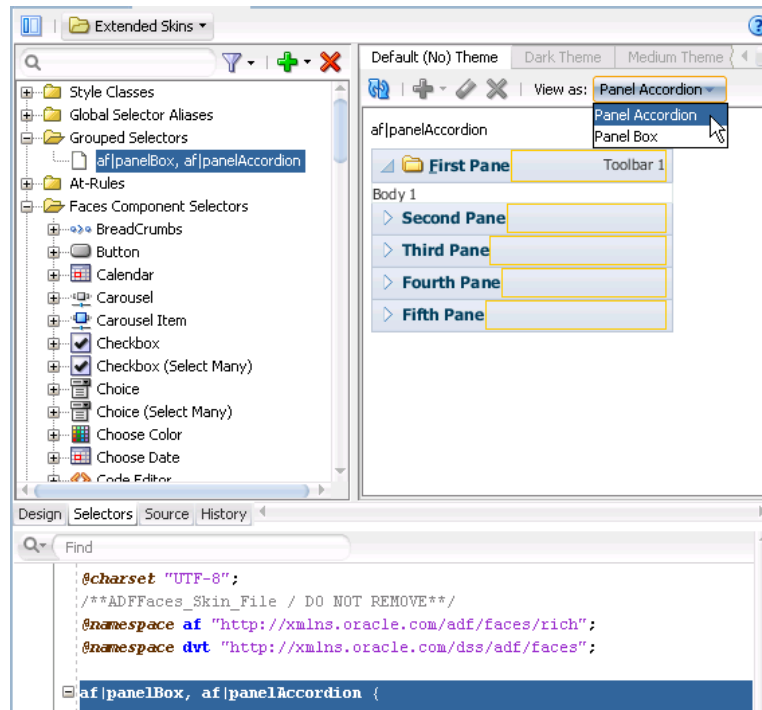 Extended Skins
Style Classes
Global Selector Aliases
Grouped Selectors
af|panelBox, af|panelAccordion
At-Rules
Faces Component Selectors
BreadCrumbs
Button
Calendar
Carousel
Carousel Item
Checkbox
Checkbox (Select Many)
Choice
Choice (Select Many)
Choose Color
Choose Date
Code Editor
Default (No) Theme Dark Theme Medium Theme
View as: Panel Accordion
Panel Accordion
Panel Box
af|panelAccordion
First Pane Toolbar 1
Body 1
Second Pane
Third Pane
Fourth Pane
Fifth Pane
Design Selectors Source History
Find
@charset "UTF-8";
/**ADFFaces_Skin_File / DO NOT REMOVE**/
@namespace af "http://xmlns.oracle.com/adf/faces/rich";
@namespace dvt "http://xmlns.oracle.com/dss/adf/faces";
af|panelBox, af|panelAccordion {